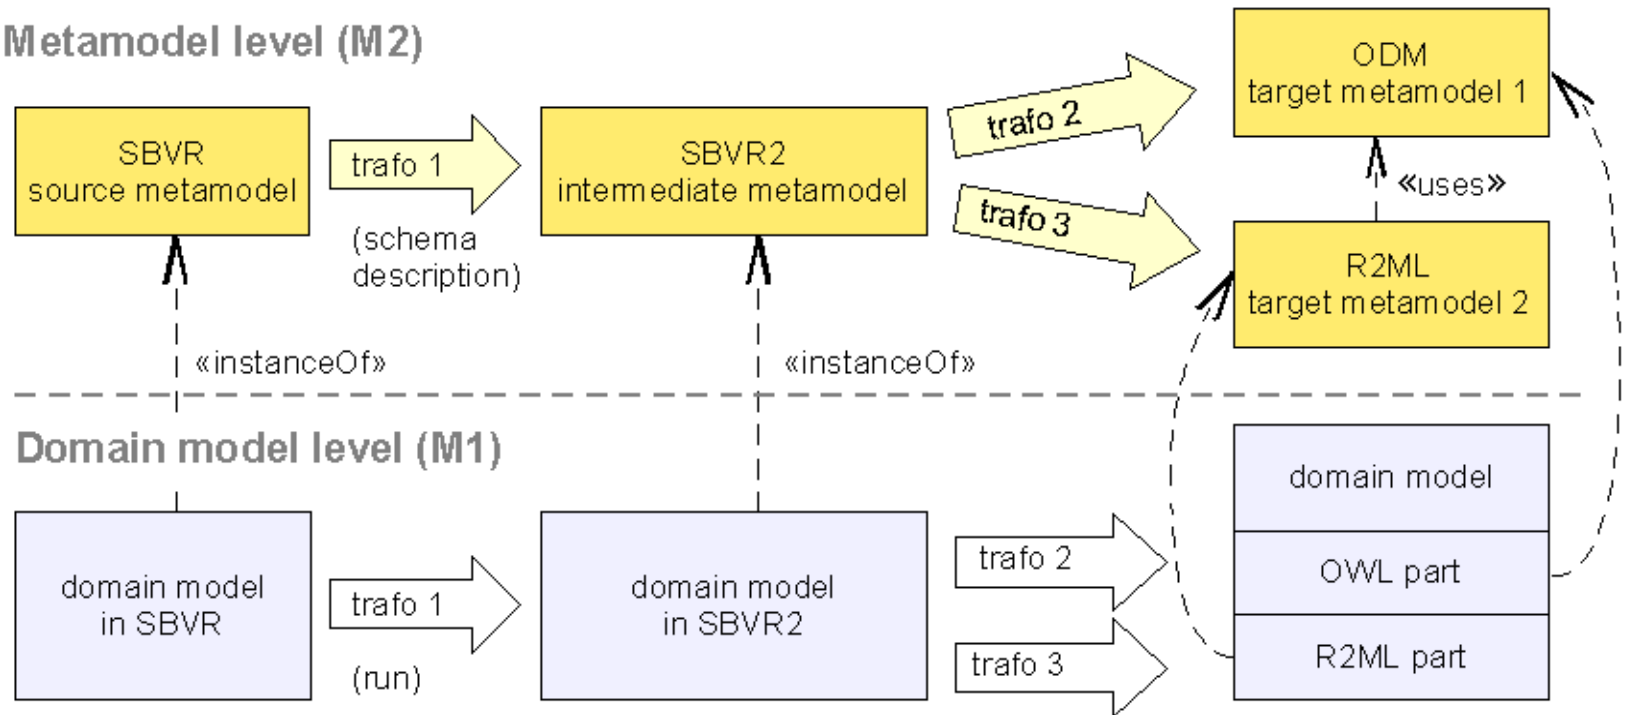 Metamodel level (M2)
SBVR
source metamodel
trafo 1
(schema
description)
SBVR2
intermediate metamodel
trafo 2
trafo 3
ODM
target metamodel 1
«uses»
R2ML
target metamodel 2
«instanceOf»
«instanceOf»
Domain model level (M1)
domain model
in SBVR
trafo 1
(run)
domain model
in SBVR2
trafo 2
trafo 3
domain model
OWL part
R2ML part